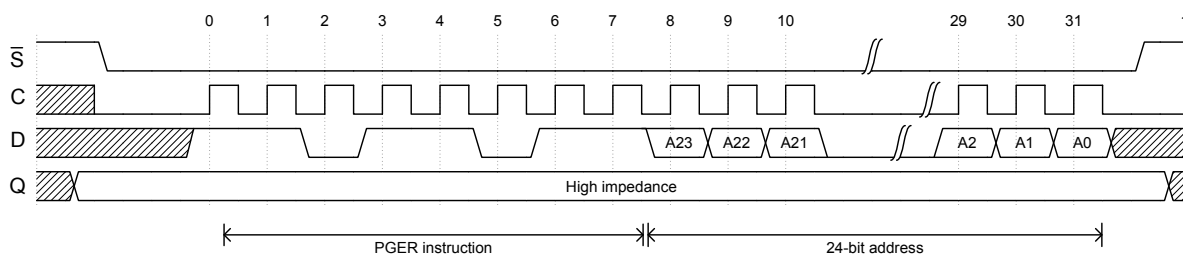 0 1 2 3 4 5 6 7 8 9 10 29 30 31
S̅
C
D A23 A22 A21 A2 A1 A0
Q High impedance
PGER instruction 24-bit address